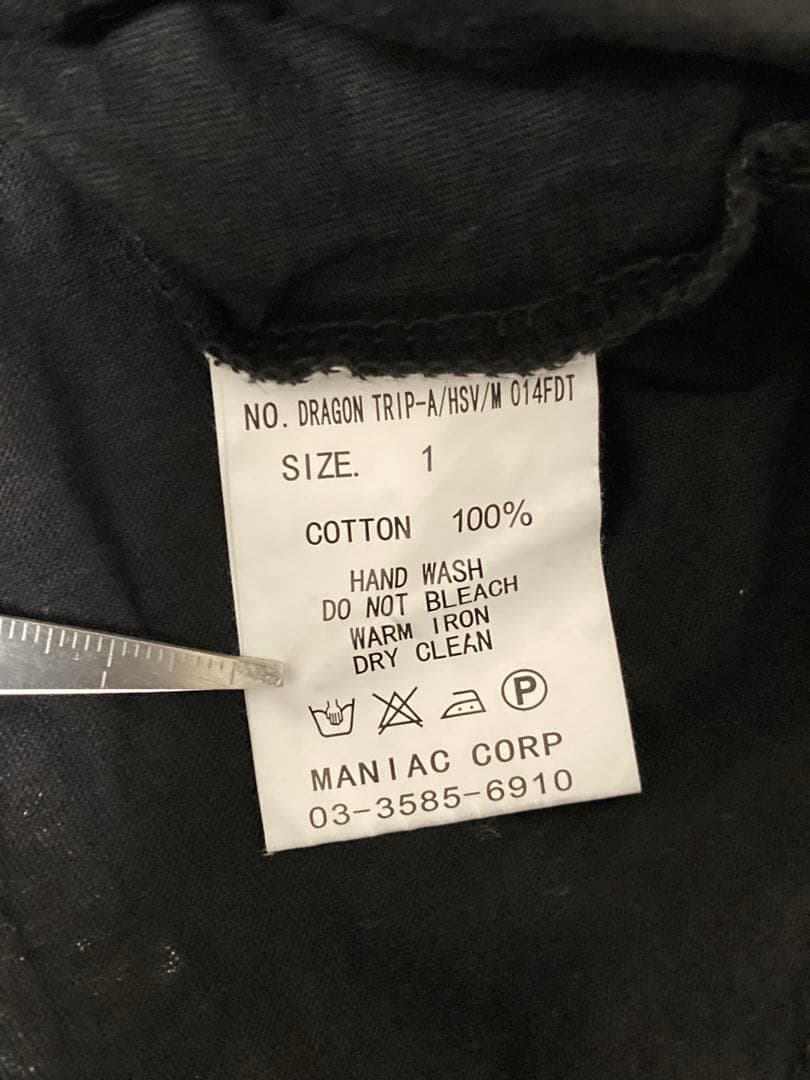 NO. DRAGON TRIP-A/HSV/M 014FDT
SIZE. 1
COTTON 100%
HAND WASH
DO NOT BLEACH
WARM IRON
DRY CLEAN
P
MANIAC CORP
03-3585-6910